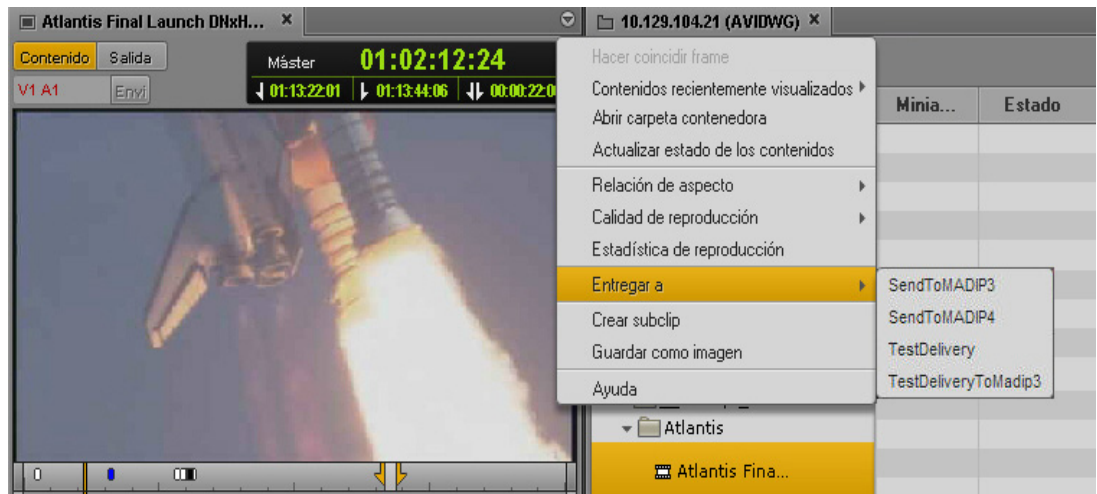 Atlantis Final Launch DNxH... ×
10.129.104.21 (AVIDWG) ×
Contenido Salida
Máster 01:02:12:24
V1 A1 Envi
01:13:22:01 01:13:44:06 00:00:22:0
Hacer coincidir frame
Contenidos recientemente visualizados
Abrir carpeta contenedora
Actualizar estado de los contenidos
Relación de aspecto
Calidad de reproducción
Estadística de reproducción
Entregar a
Crear subclip
Guardar como imagen
Ayuda
SendToMADIP3
SendToMADIP4
TestDelivery
TestDeliveryToMadip3
Minia... Estado
Atlantis
Atlantis Fina...